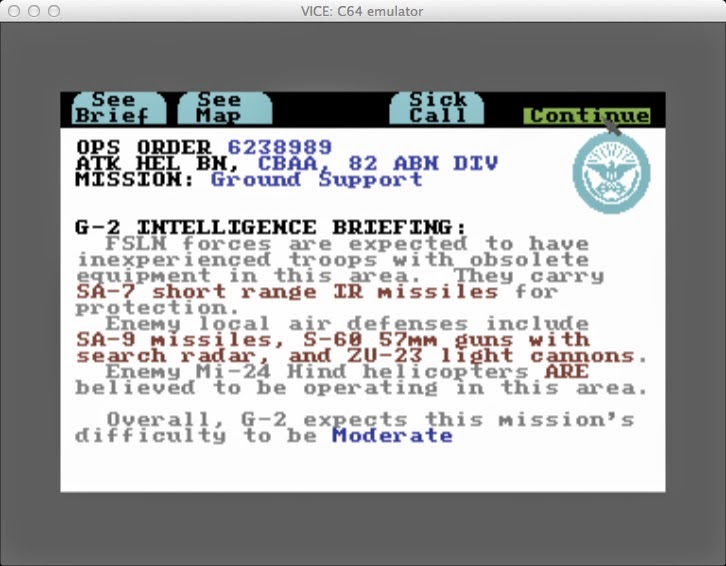 VICE: C64 emulator
See Brief
See Map
Sick Call
Continue
OPS ORDER 6238989
ATK HEL BN, CBAA, 82 ABN DIV
MISSION: Ground Support
G-2 INTELLIGENCE BRIEFING:
FSLN forces are expected to have
inexperienced troops with obsolete
equipment in this area. They carry
SA-7 short range IR missiles for
protection.
Enemy local air defenses include
SA-9 missiles, S-60 57mm guns with
search radar, and ZU-23 light cannons.
Enemy Mi-24 Hind helicopters ARE
believed to be operating in this area.
Overall, G-2 expects this mission's
difficulty to be Moderate